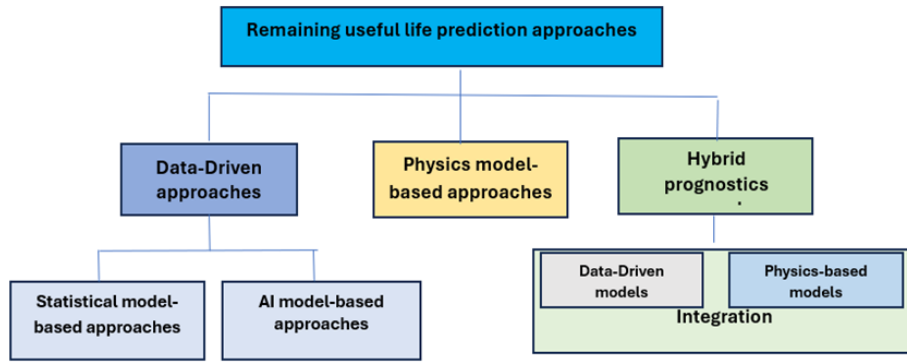 Remaining useful life prediction approaches
Data-Driven
approaches
Physics model-
based approaches
Hybrid
prognostics
.
Statistical model-
based approaches
AI model-based
approaches
Data-Driven
models
Physics-based
models
Integration